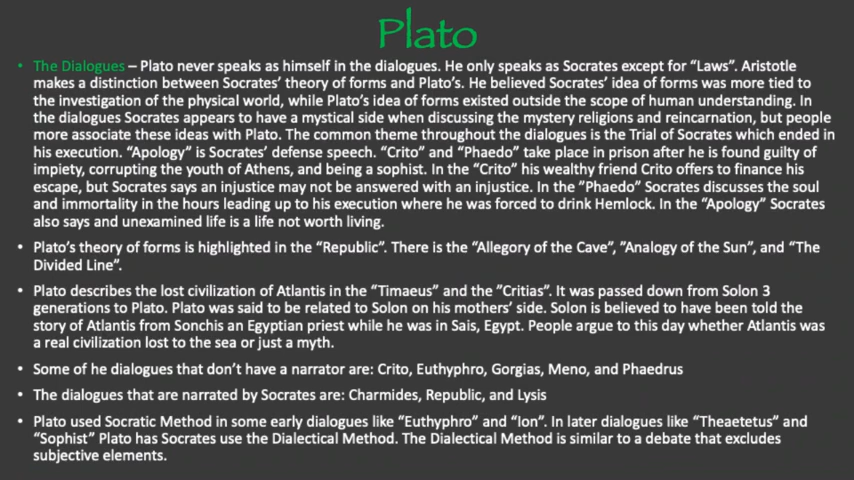 Plato
• The Dialogues – Plato never speaks as himself in the dialogues. He only speaks as Socrates except for “Laws”. Aristotle
makes a distinction between Socrates’ theory of forms and Plato’s. He believed Socrates’ idea of forms was more tied to
the investigation of the physical world, while Plato’s idea of forms existed outside the scope of human understanding. In
the dialogues Socrates appears to have a mystical side when discussing the mystery religions and reincarnation, but people
more associate these ideas with Plato. The common theme throughout the dialogues is the Trial of Socrates which ended in
his execution. “Apology” is Socrates’ defense speech. “Crito” and “Phaedo” take place in prison after he is found guilty of
impiety, corrupting the youth of Athens, and being a sophist. In the “Crito” his wealthy friend Crito offers to finance his
escape, but Socrates says an injustice may not be answered with an injustice. In the ”Phaedo” Socrates discusses the soul
and immortality in the hours leading up to his execution where he was forced to drink Hemlock. In the “Apology” Socrates
also says and unexamined life is a life not worth living.
• Plato’s theory of forms is highlighted in the “Republic”. There is the “Allegory of the Cave”, ”Analogy of the Sun”, and “The
Divided Line”.
• Plato describes the lost civilization of Atlantis in the “Timaeus” and the ”Critias”. It was passed down from Solon 3
generations to Plato. Plato was said to be related to Solon on his mothers’ side. Solon is believed to have been told the
story of Atlantis from Sonchis an Egyptian priest while he was in Sais, Egypt. People argue to this day whether Atlantis was
a real civilization lost to the sea or just a myth.
• Some of he dialogues that don’t have a narrator are: Crito, Euthyphro, Gorgias, Meno, and Phaedrus
• The dialogues that are narrated by Socrates are: Charmides, Republic, and Lysis
• Plato used Socratic Method in some early dialogues like “Euthyphro” and “Ion”. In later dialogues like “Theaetetus” and
“Sophist” Plato has Socrates use the Dialectical Method. The Dialectical Method is similar to a debate that excludes
subjective elements.